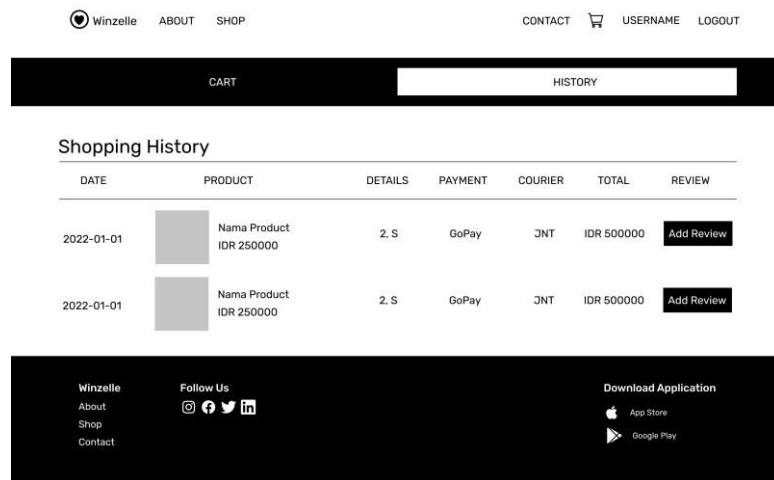 Winzelle ABOUT SHOP CONTACT USERNAME LOGOUT
CART HISTORY
Shopping History
DATE PRODUCT DETAILS PAYMENT COURIER TOTAL REVIEW
2022-01-01 Nama Product 2, S GoPay JNT IDR 500000 Add Review
IDR 250000
2022-01-01 Nama Product 2, S GoPay JNT IDR 500000 Add Review
IDR 250000
Winzelle Follow Us Download Application
About App Store
Shop
Contact Google Play